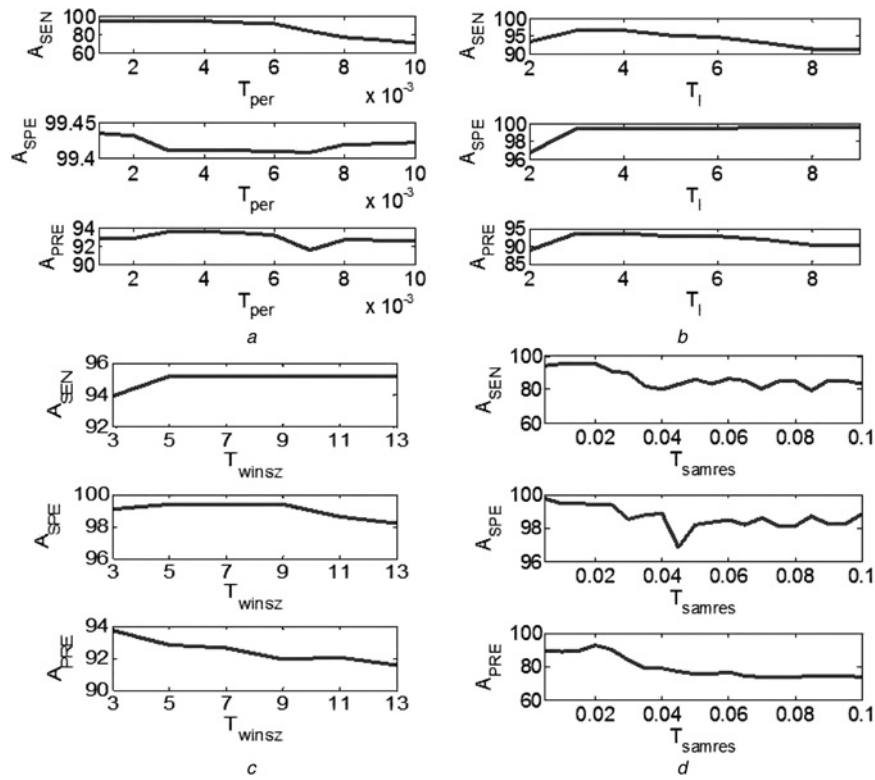 100
80
60
A_SEN
2 4 6 8 10
T_per x 10^-3
99.45
99.4
A_SPE
2 4 6 8 10
T_per x 10^-3
94
92
90
A_PRE
2 4 6 8 10
T_per x 10^-3
a
100
95
90
A_SEN
2 4 6 8
T_l
100
98
96
A_SPE
2 4 6 8
T_l
95
90
85
A_PRE
2 4 6 8
T_l
b
96
94
92
A_SEN
3 5 7 9 11 13
T_winsz
100
98
96
A_SPE
3 5 7 9 11 13
T_winsz
94
92
90
A_PRE
3 5 7 9 11 13
T_winsz
c
100
80
60
A_SEN
0.02 0.04 0.06 0.08 0.1
T_samres
100
98
96
A_SPE
0.02 0.04 0.06 0.08 0.1
T_samres
100
80
60
A_PRE
0.02 0.04 0.06 0.08 0.1
T_samres
d